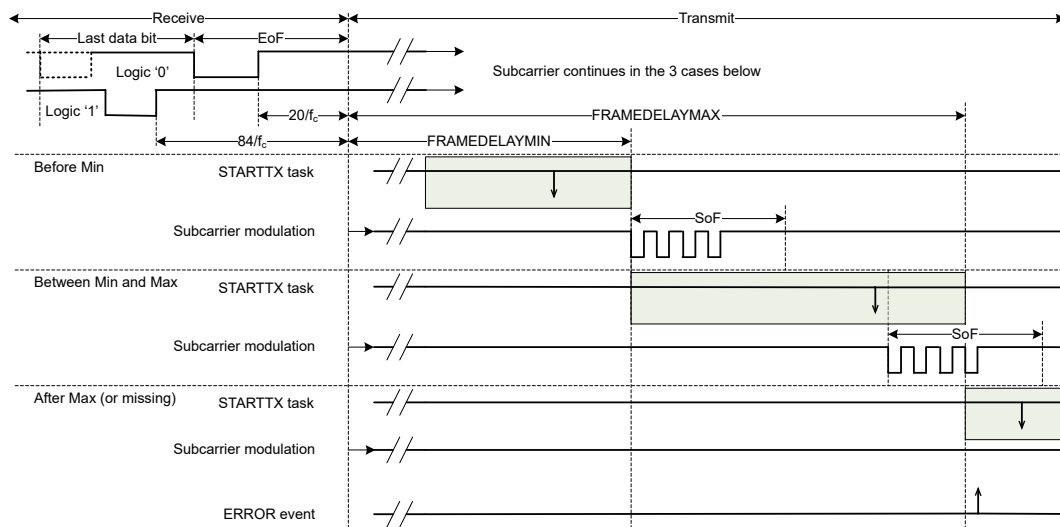 Receive
Transmit
Last data bit
EoF
Logic ‘0’
Subcarrier continues in the 3 cases below
Logic ‘1’
20/fc
FRAMEDELAYMAX
84/fc
FRAMEDELAYMIN
Before Min
STARTTX task
SoF
Subcarrier modulation
Between Min and Max
STARTTX task
SoF
Subcarrier modulation
After Max (or missing)
STARTTX task
Subcarrier modulation
ERROR event